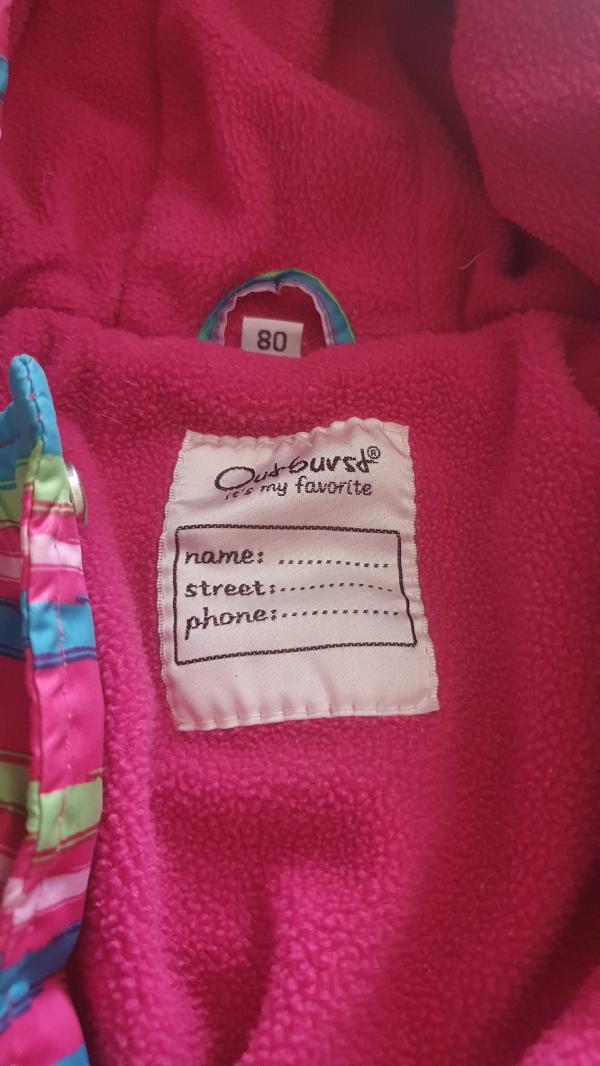 80
Outburst®
it's my favorite
name: ...........
street: ...........
phone: ...........